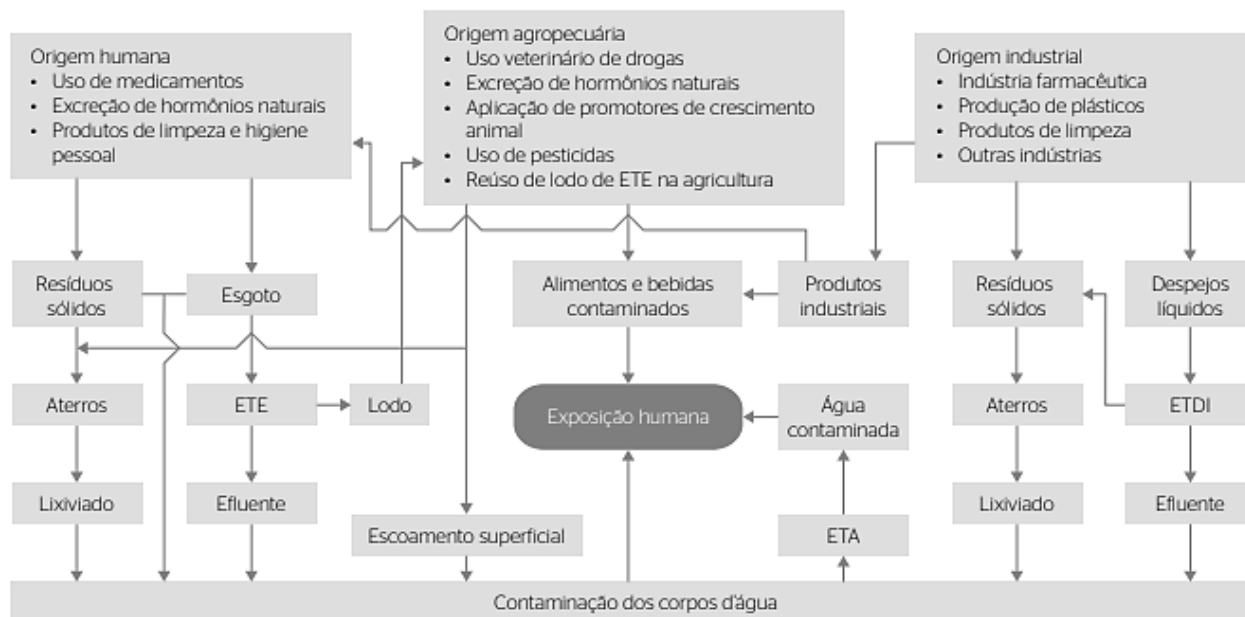 Origem humana
• Uso de medicamentos
• Excreção de hormônios naturais
• Produtos de limpeza e higiene
pessoal
Origem agropecuária
• Uso veterinário de drogas
• Excreção de hormônios naturais
• Aplicação de promotores de crescimento
animal
• Uso de pesticidas
• Reúso de lodo de ETE na agricultura
Origem industrial
• Indústria farmacêutica
• Produção de plásticos
• Produtos de limpeza
• Outras indústrias
Resíduos
sólidos
Esgoto
Alimentos e bebidas
contaminados
Produtos
industriais
Resíduos
sólidos
Despejos
líquidos
Aterros
ETE
Lodo
Exposição humana
Água
contaminada
Aterros
ETDI
Lixiviado
Efluente
Escoamento superficial
ETA
Lixiviado
Efluente
Contaminação dos corpos d'água